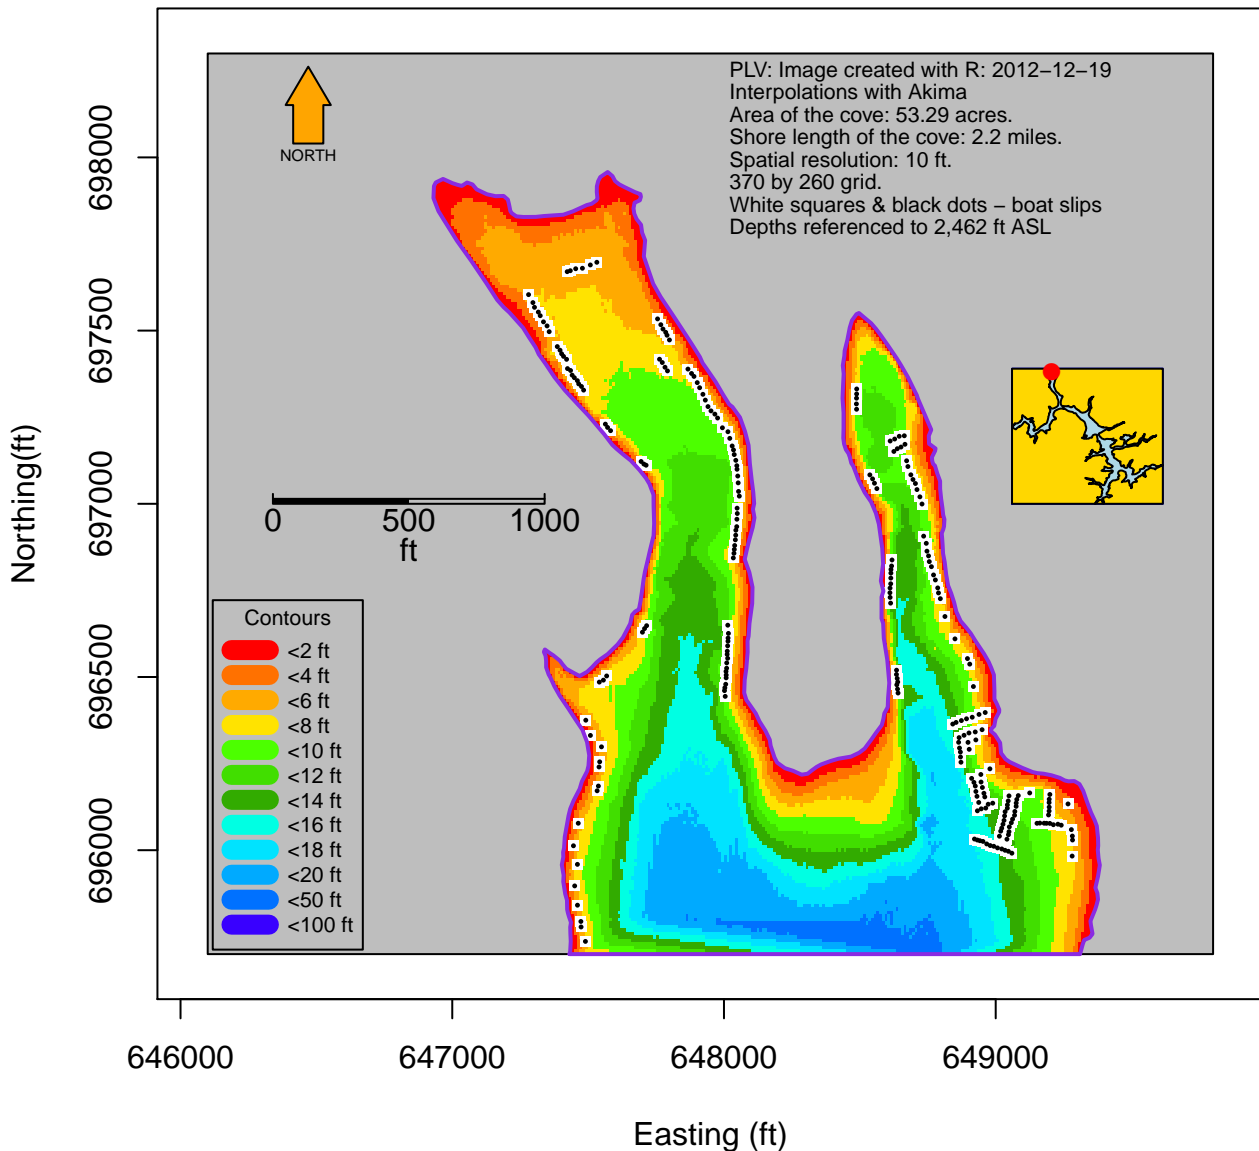 PLV: Image created with R: 2012−12−19
Interpolations with Akima
Area of the cove: 53.29 acres.
Shore length of the cove: 2.2 miles.
Spatial resolution: 10 ft.
370 by 260 grid.
White squares & black dots – boat slips
Depths referenced to 2,462 ft ASL
NORTH
698000
697500
697000
696500
696000
Northing(ft)
0 500 1000
ft
Contours
<2 ft
<4 ft
<6 ft
<8 ft
<10 ft
<12 ft
<14 ft
<16 ft
<18 ft
<20 ft
<50 ft
<100 ft
646000 647000 648000 649000
Easting (ft)